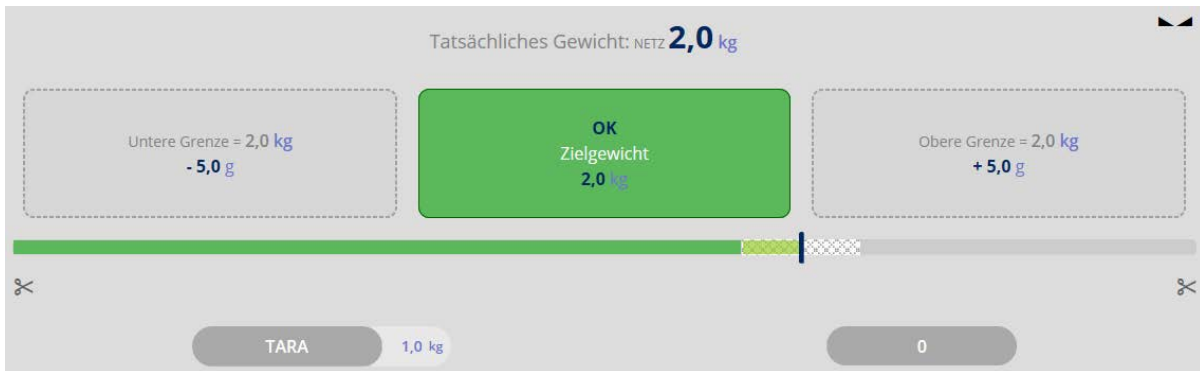 Tatsächliches Gewicht: NETZ 2,0 kg
Untere Grenze = 2,0 kg
- 5,0 g
OK
Zielgewicht
2,0 kg
Obere Grenze = 2,0 kg
+ 5,0 g
TARA 1,0 kg
0